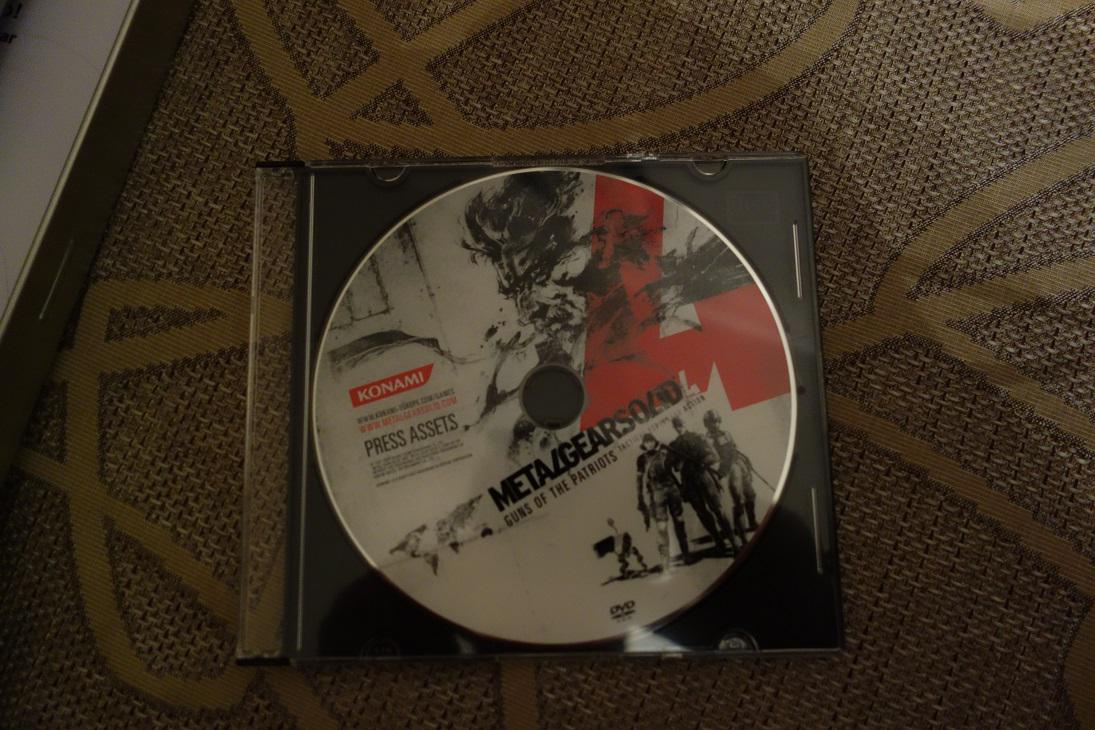 ar
KONAMI
WWW.KONAMI-EUROPE.COM/GAMES
WWW.METALGEARSOLID.COM
PRESS ASSETS
METAL GEAR SOLID 4
TACTICAL ESPIONAGE ACTION
GUNS OF THE PATRIOTS
DVD